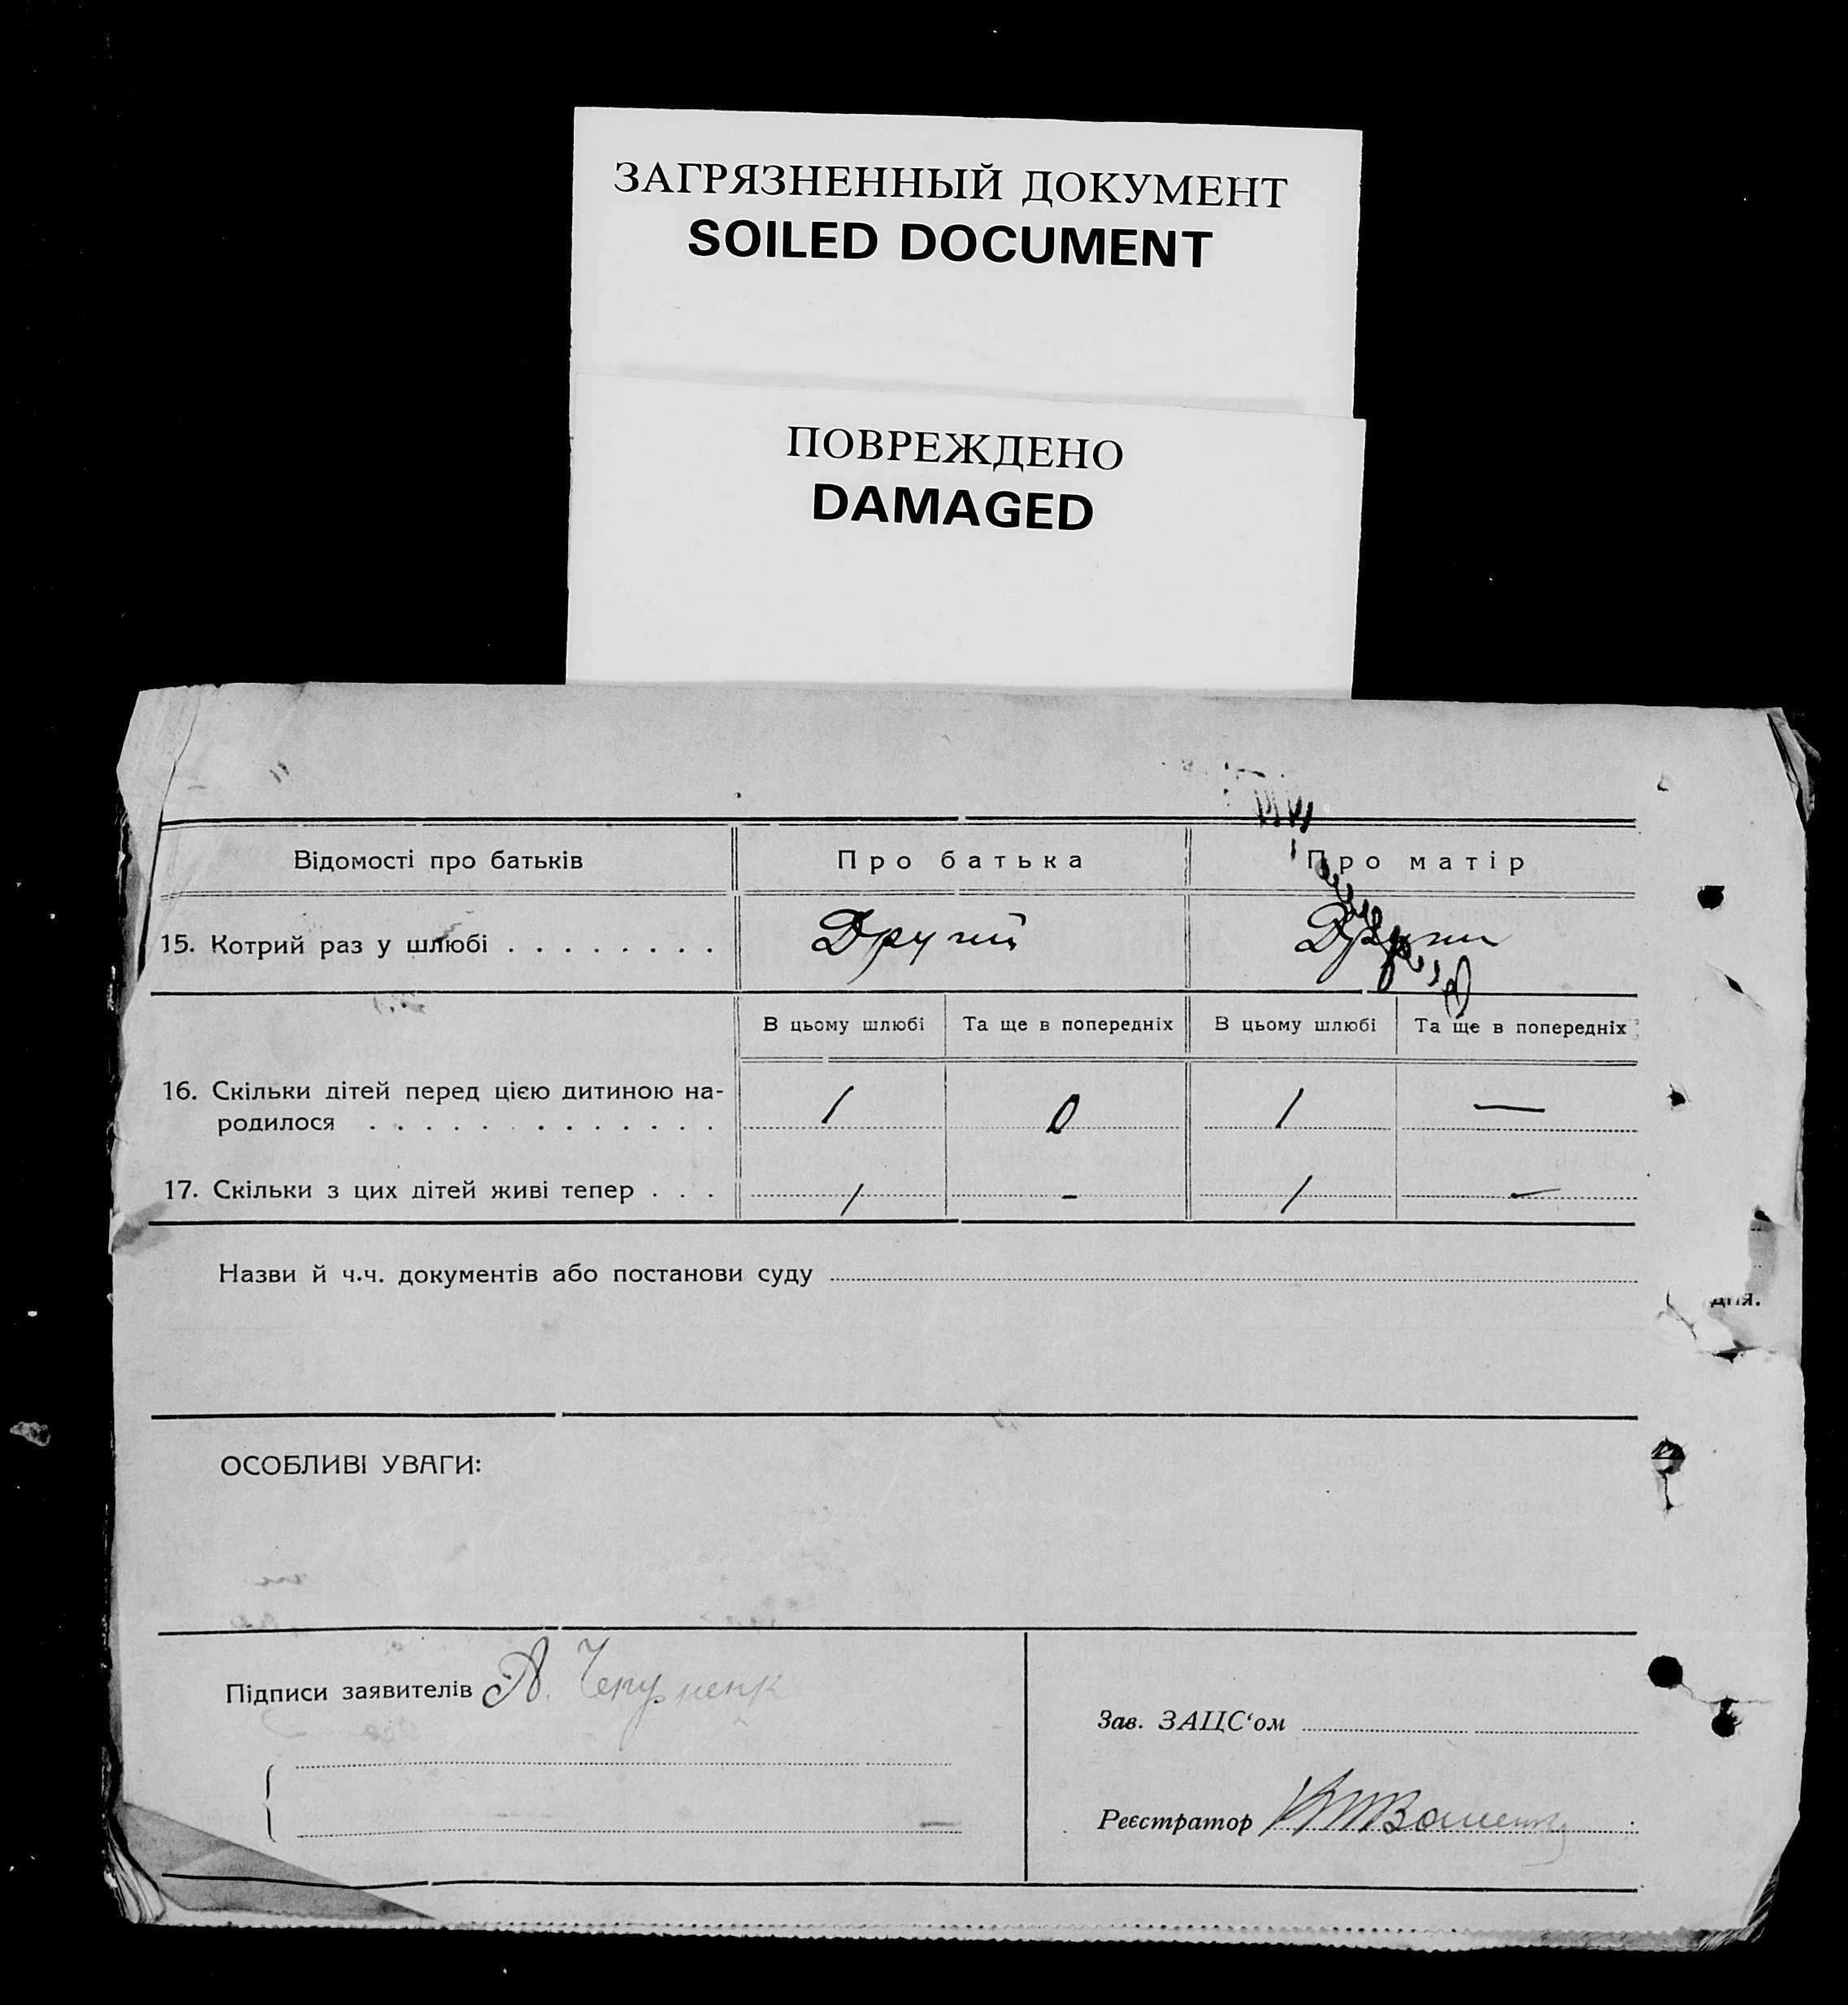 ЗАГРЯЗНЕННЫЙ ДОКУМЕНТ
SOILED DOCUMENT
ПОВРЕЖДЕНО
DAMAGED
Відомості про батьків Про батька Про матір
15. Котрий раз у шлюбі . . . . . . . . Другий Други
В цьому шлюбі Та ще в попередніх В цьому шлюбі Та ще в попередніх
16. Скільки дітей перед цією дитиною на-
родилося . . . . . . . . . . . . . 1 0 1 —
17. Скільки з цих дітей живі тепер . . . 1 - 1 -
Назви й ч.ч. документів або постанови суду
дня.
ОСОБЛИВІ УВАГИ:
Підписи заявителів А.
Зав. ЗАЦС‘ом
Реєстратор